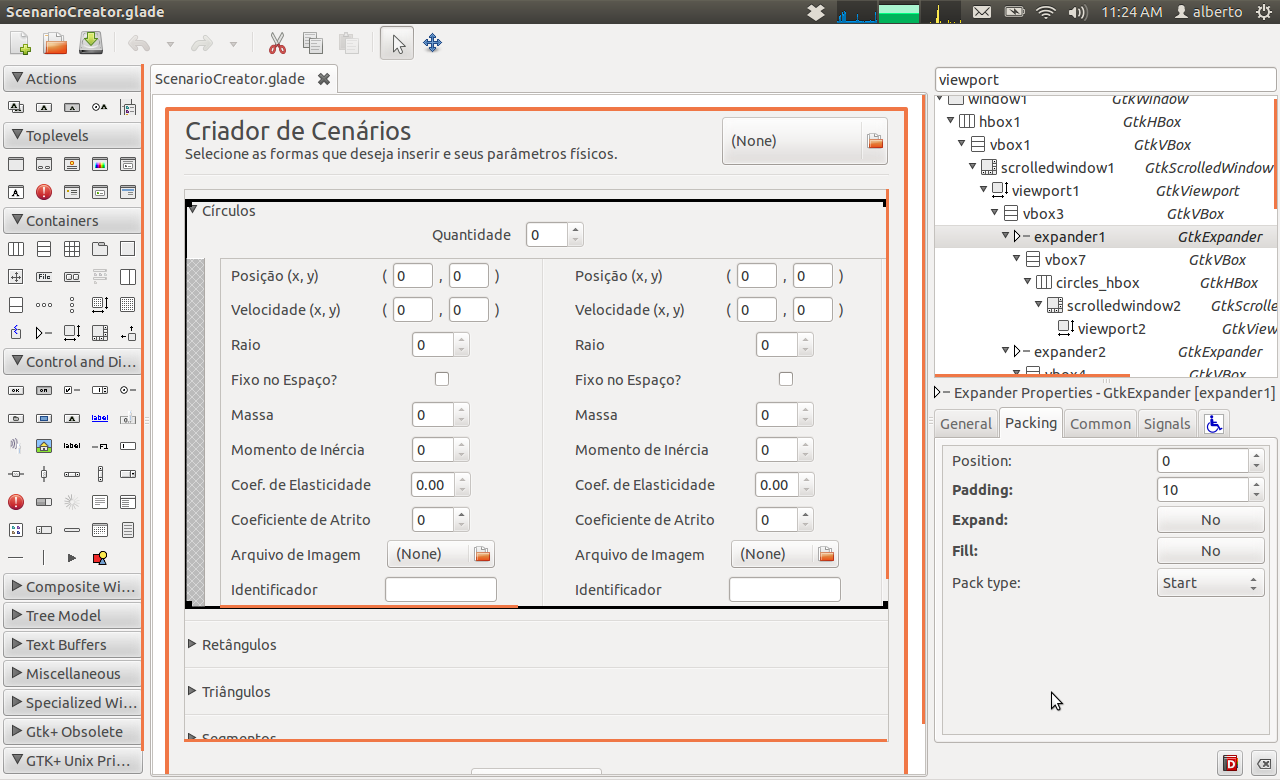 ScenarioCreator.glade
11:24 AM alberto
Actions
Toplevels
Containers
Control and Di...
Composite Wi...
Tree Model
Text Buffers
Miscellaneous
Specialized Wi...
Gtk+ Obsolete
GTK+ Unix Pri...
ScenarioCreator.glade
Criador de Cenários
Selecione as formas que deseja inserir e seus parâmetros físicos.
(None)
Círculos
Quantidade 0
Posição (x, y) ( 0 , 0 ) Posição (x, y) ( 0 , 0 )
Velocidade (x, y) ( 0 , 0 ) Velocidade (x, y) ( 0 , 0 )
Raio 0 Raio 0
Fixo no Espaço? Fixo no Espaço?
Massa 0 Massa 0
Momento de Inércia 0 Momento de Inércia 0
Coef. de Elasticidade 0.00 Coef. de Elasticidade 0.00
Coeficiente de Atrito 0 Coeficiente de Atrito 0
Arquivo de Imagem (None) Arquivo de Imagem (None)
Identificador Identificador
Retângulos
Triângulos
Segmentos
viewport
window1 GtkWindow
hbox1 GtkHBox
vbox1 GtkVBox
scrolledwindow1 GtkScrolledWindow
viewport1 GtkViewport
vbox3 GtkVBox
expander1 GtkExpander
vbox7 GtkVBox
circles_hbox GtkHBox
scrolledwindow2 GtkScrolle
viewport2 GtkView
expander2 GtkExpander
vbox4 GtkVBox
Expander Properties - GtkExpander [expander1]
General Packing Common Signals
Position: 0
Padding: 10
Expand: No
Fill: No
Pack type: Start